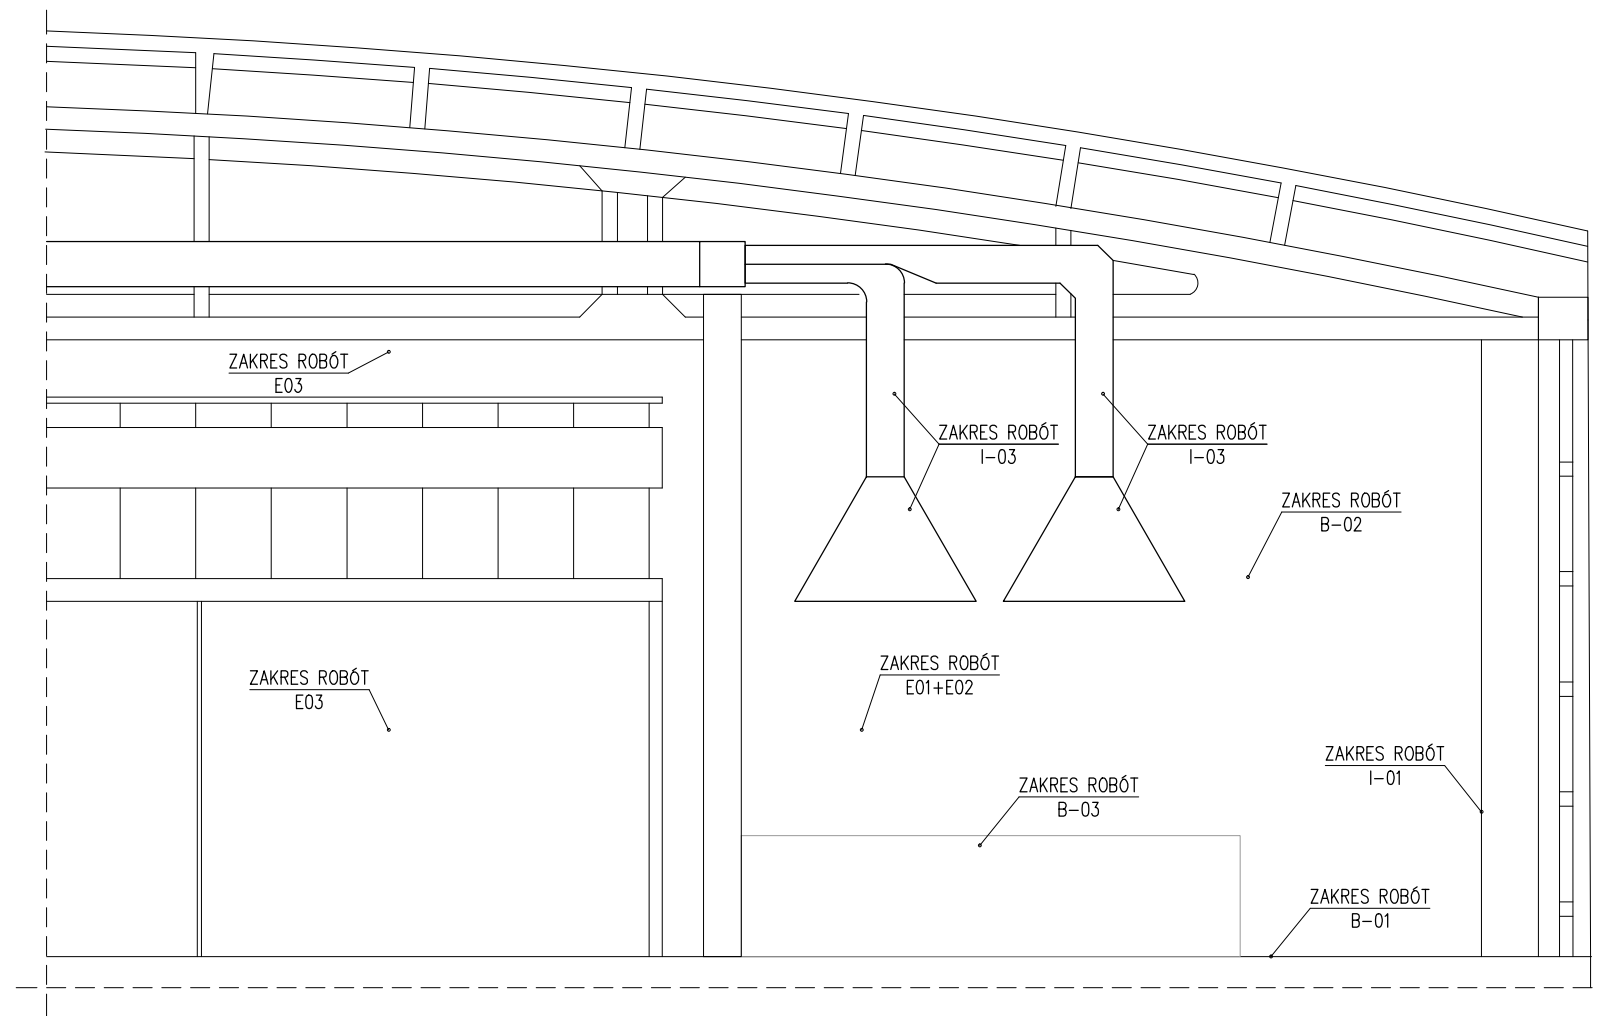 ZAKRES ROBÓT
E03
ZAKRES ROBÓT
I-03
ZAKRES ROBÓT
I-03
ZAKRES ROBÓT
B-02
ZAKRES ROBÓT
E03
ZAKRES ROBÓT
E01+E02
ZAKRES ROBÓT
I-01
ZAKRES ROBÓT
B-03
ZAKRES ROBÓT
B-01